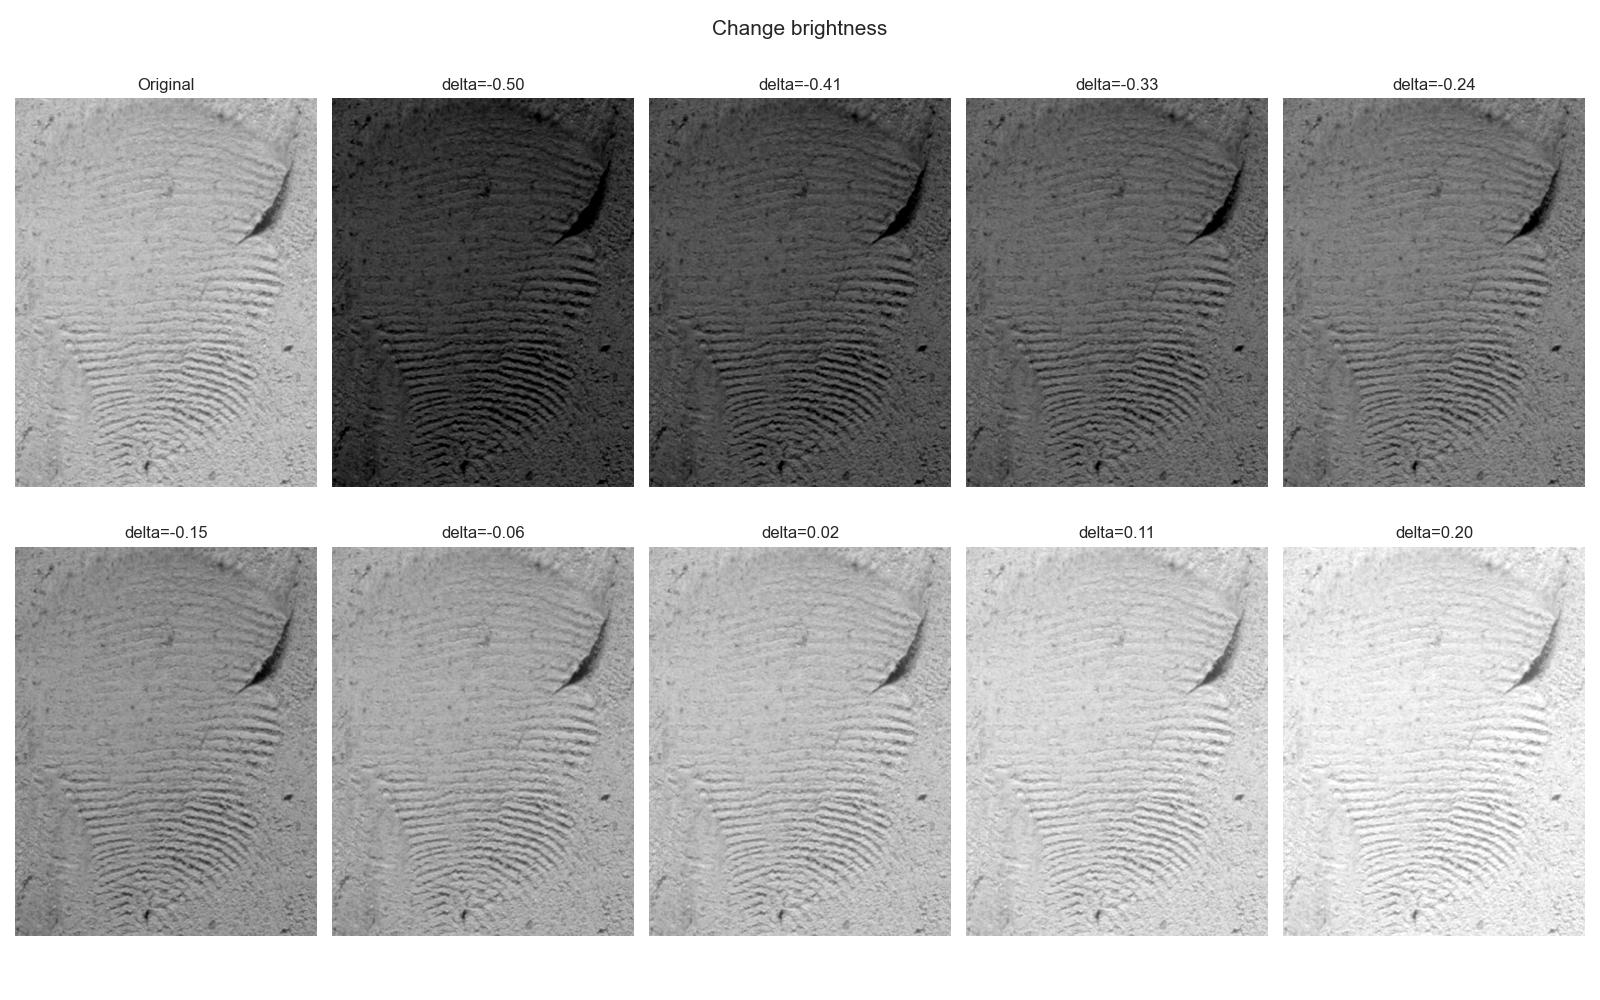 Change brightness
Original
delta=-0.50
delta=-0.41
delta=-0.33
delta=-0.24
delta=-0.15
delta=-0.06
delta=0.02
delta=0.11
delta=0.20